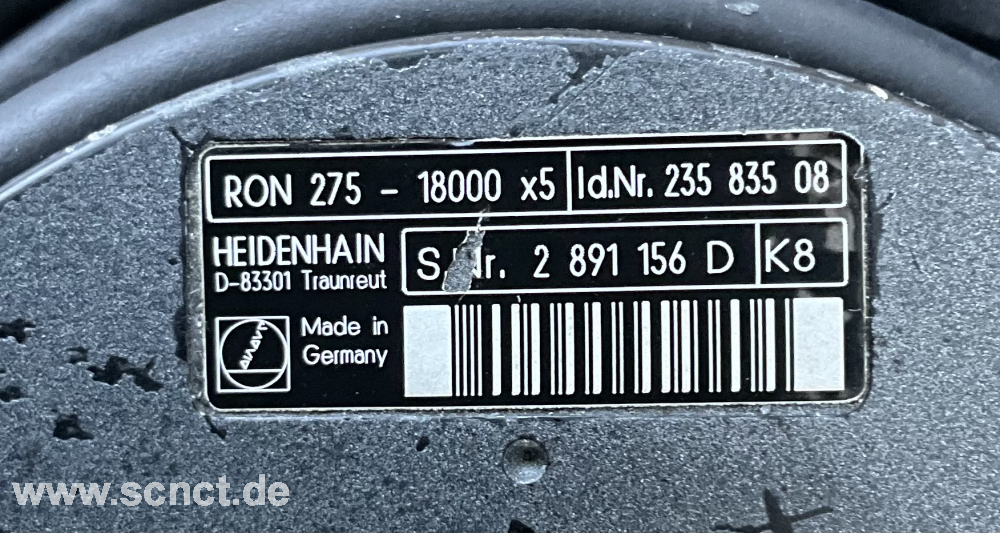 RON 275 - 18000 x5 Id.Nr. 235 835 08
HEIDENHAIN
D-83301 Traunreut
S.Nr. 2 891 156 D K8
Made in
Germany
www.scnct.de